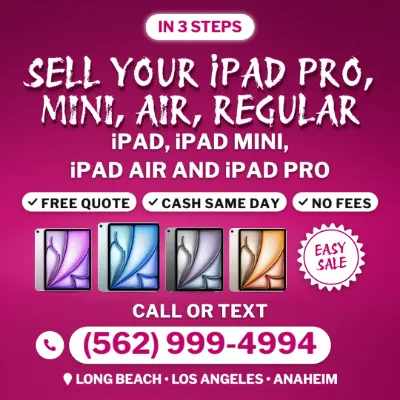 IN 3 STEPS
SELL YOUR iPAD PRO,
MINI, AIR, REGULAR
iPAD, iPAD MINI,
iPAD AIR AND iPAD PRO
FREE QUOTE
CASH SAME DAY
NO FEES
EASY
SALE
CALL OR TEXT
(562) 999-4994
LONG BEACH • LOS ANGELES • ANAHEIM